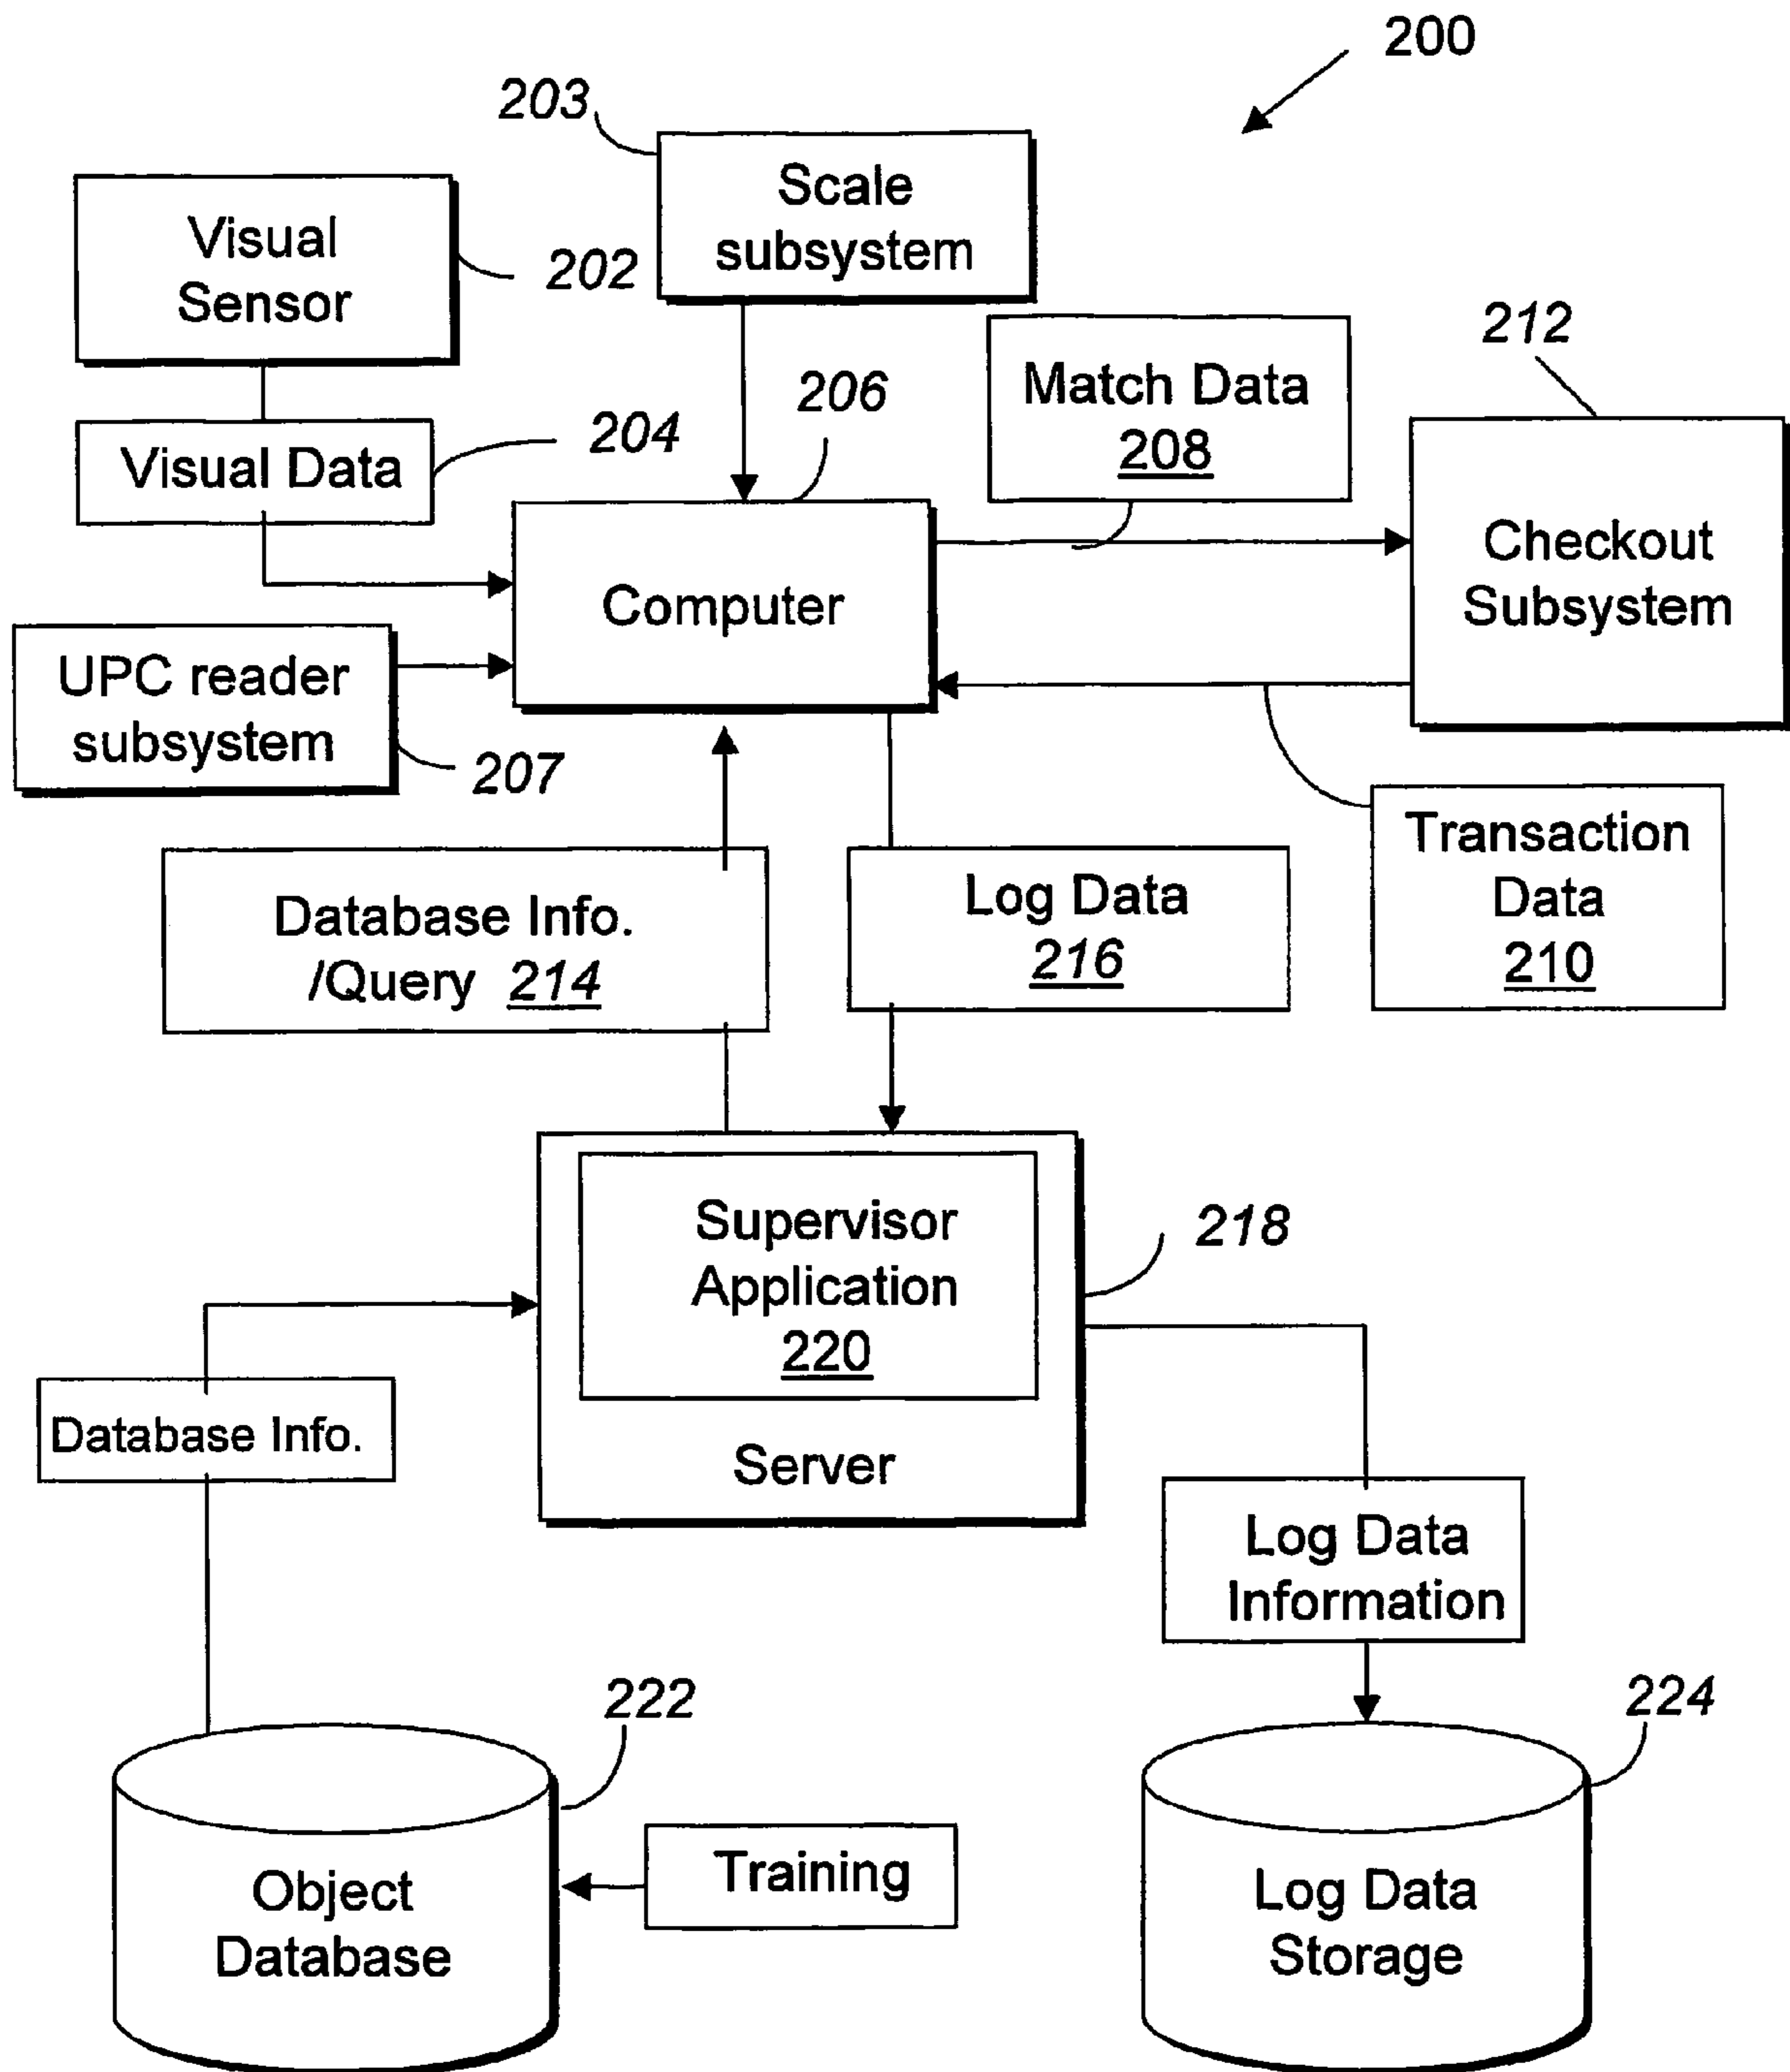 200
203
Scale
subsystem
Visual
Sensor
202
212
Match Data
208
206
204
Visual Data
Checkout
Subsystem
Computer
UPC reader
subsystem
207
Transaction
Data
210
Database Info.
/Query 214
Log Data
216
Supervisor
Application
220
218
Server
Database Info.
Log Data
Information
222
224
Object
Database
Training
Log Data
Storage